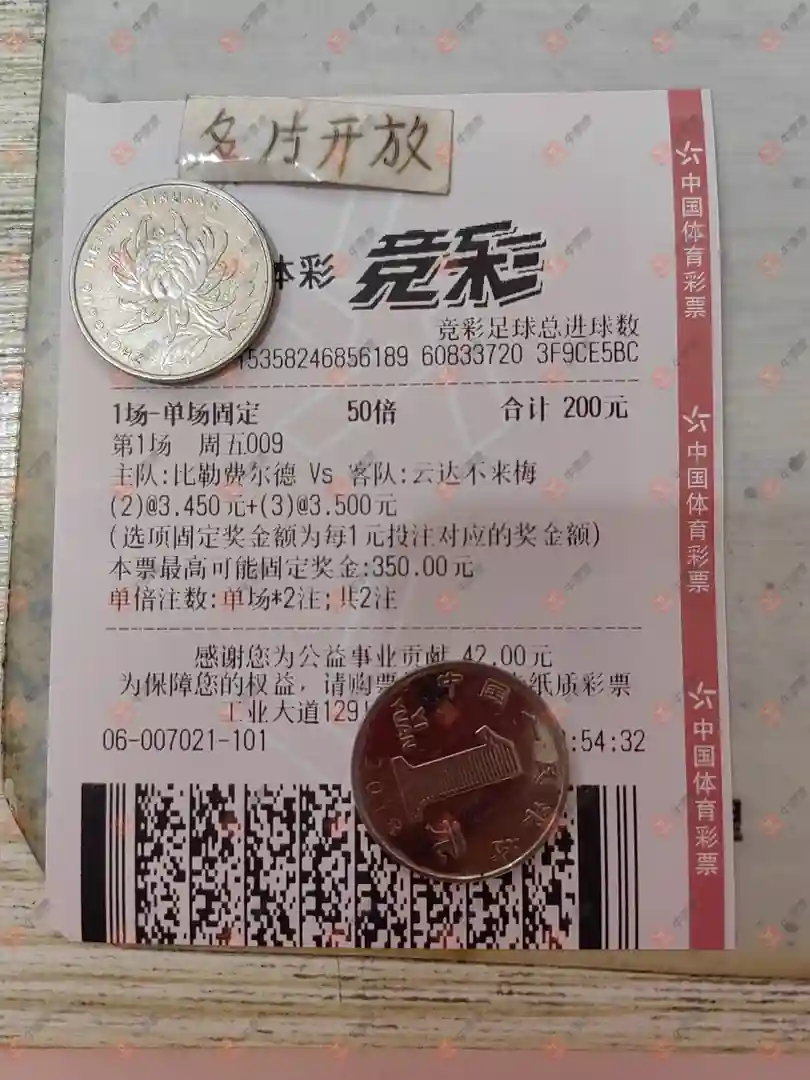 名片开放
本彩 竞彩
竞彩足球总进球数
15358246856189 60833720 3F9CE5BC
1场-单场固定 50倍 合计 200元
第1场 周五009
主队:比勒费尔德 Vs 客队:云达不来梅
(2)@3.450元+(3)@3.500元
(选项固定奖金额为每1元投注对应的奖金额)
本票最高可能固定奖金:350.00元
单倍注数:单场*2注;共2注
感谢您为公益事业贡献 42.00元
为保障您的权益，请购票 纸质彩票
工业大道129
06-007021-101 :54:32
中国体育彩票
中国体育彩票
中国体育彩票
YI YUAN
中国